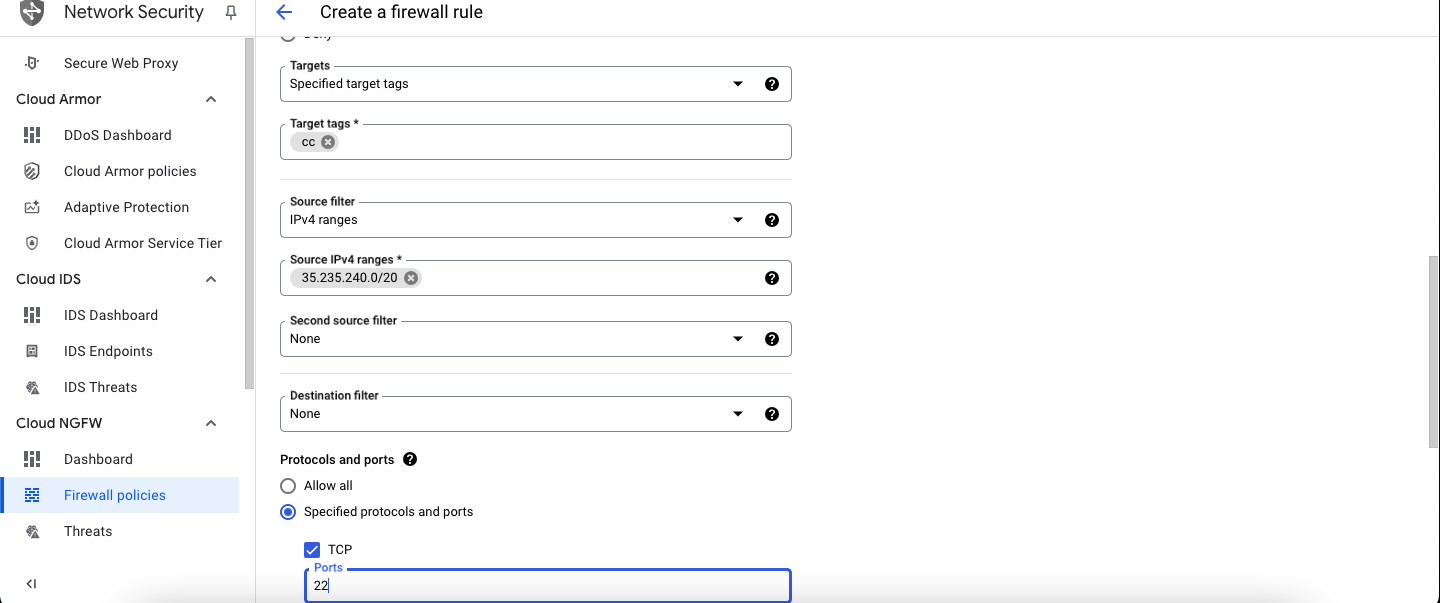 Network Security
Create a firewall rule
Secure Web Proxy
Cloud Armor
DDoS Dashboard
Cloud Armor policies
Adaptive Protection
Cloud Armor Service Tier
Cloud IDS
IDS Dashboard
IDS Endpoints
IDS Threats
Cloud NGFW
Dashboard
Firewall policies
Threats
Deny
Targets
Specified target tags
Target tags *
cc
Source filter
IPv4 ranges
Source IPv4 ranges *
35.235.240.0/20
Second source filter
None
Destination filter
None
Protocols and ports
Allow all
Specified protocols and ports
TCP
Ports
22